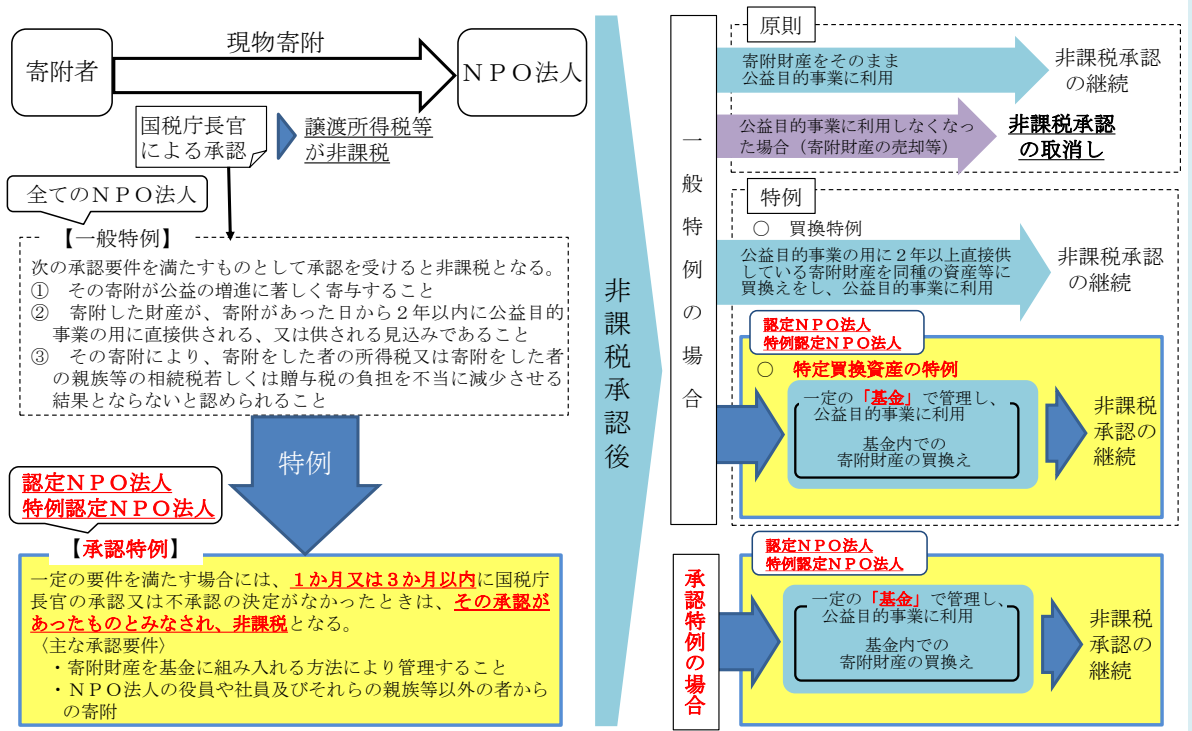 現物寄附
寄附者
ＮＰＯ法人
国税庁長官
による承認
譲渡所得税等
が非課税
全てのＮＰＯ法人
【一般特例】
次の承認要件を満たすものとして承認を受けると非課税となる。
①　その寄附が公益の増進に著しく寄与すること
②　寄附した財産が、寄附があった日から２年以内に公益目的
事業の用に直接供される、又は供される見込みであること
③　その寄附により、寄附をした者の所得税又は寄附をした者
の親族等の相続税若しくは贈与税の負担を不当に減少させる
結果とならないと認められること
特例
認定ＮＰＯ法人
特例認定ＮＰＯ法人
【承認特例】
一定の要件を満たす場合には、１か月又は３か月以内に国税庁
長官の承認又は不承認の決定がなかったときは、その承認が
あったものとみなされ、非課税となる。
〈主な承認要件〉
・寄附財産を基金に組み入れる方法により管理すること
・ＮＰＯ法人の役員や社員及びそれらの親族等以外の者から
の寄附
非課税承認後
一般特例の場合
原則
寄附財産をそのまま
公益目的事業に利用
非課税承認
の継続
公益目的事業に利用しなくなっ
た場合（寄附財産の売却等）
非課税承認
の取消し
特例
○　買換特例
公益目的事業の用に２年以上直接供
している寄附財産を同種の資産等に
買換えをし、公益目的事業に利用
非課税承認
の継続
認定ＮＰＯ法人
特例認定ＮＰＯ法人
○　特定買換資産の特例
一定の「基金」で管理し、
公益目的事業に利用
基金内での
寄附財産の買換え
非課税
承認の
継続
承認特例の場合
認定ＮＰＯ法人
特例認定ＮＰＯ法人
一定の「基金」で管理し、
公益目的事業に利用
基金内での
寄附財産の買換え
非課税
承認の
継続